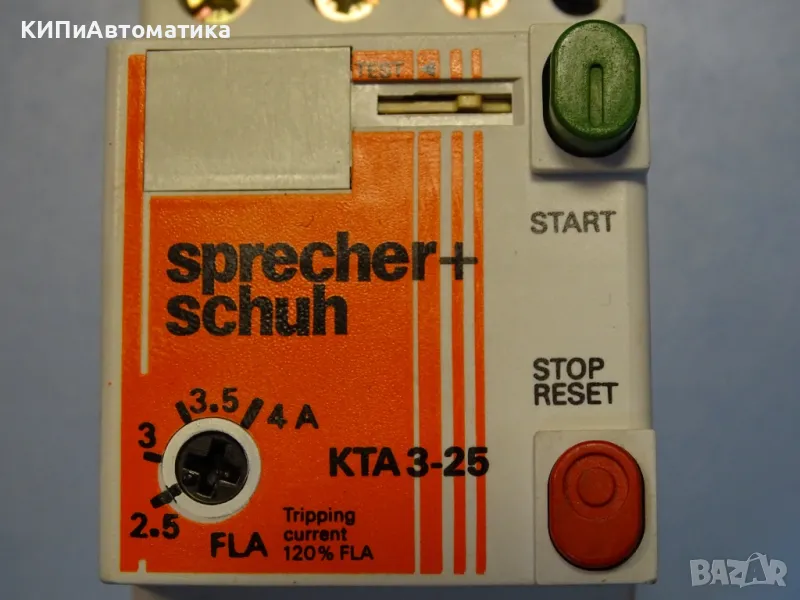 КИПиАвтоматика
TEST
START
sprecher+
schuh
STOP
RESET
3.5
4 A
3
KTA 3-25
2.5
FLA
Tripping
current
120% FLA
BAZAR